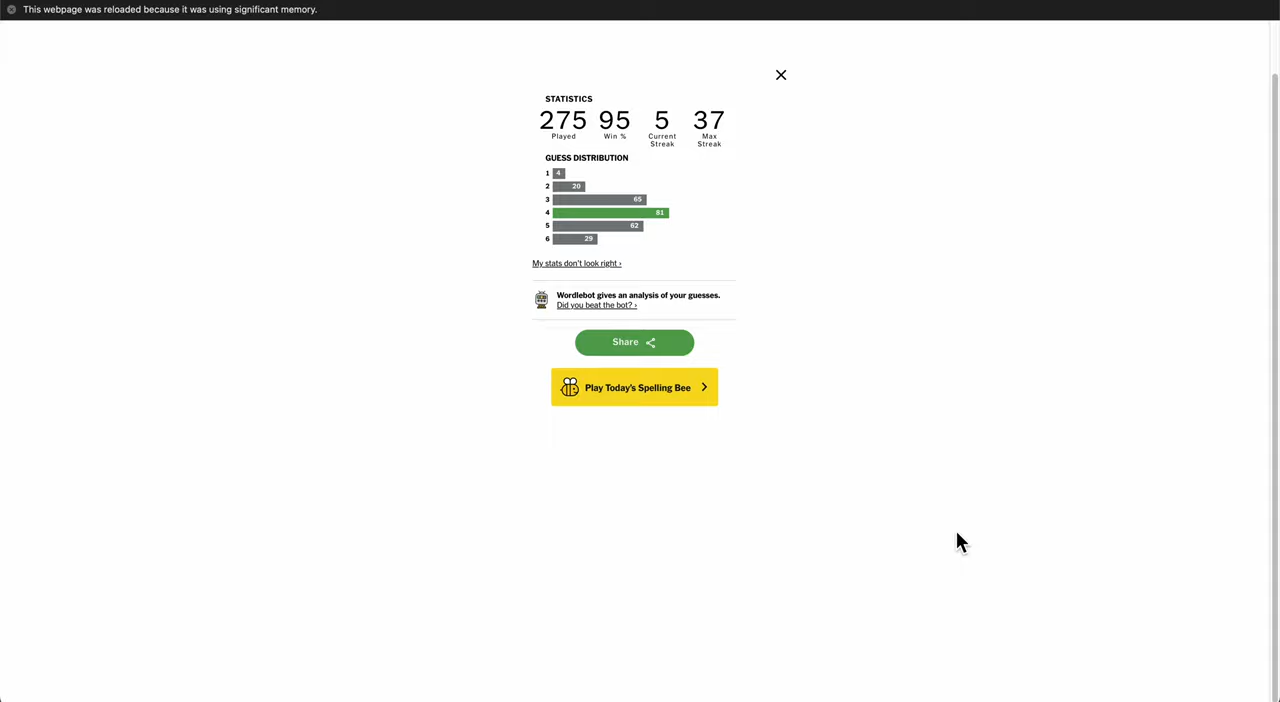 This webpage was reloaded because it was using significant memory.
STATISTICS
275 95 5 37
Played Win % Current Streak Max Streak
GUESS DISTRIBUTION
1 4
2 20
3 65
4 81
5 62
6 29
My stats don't look right ›
Wordlebot gives an analysis of your guesses.
Did you beat the bot? ›
Share
Play Today's Spelling Bee